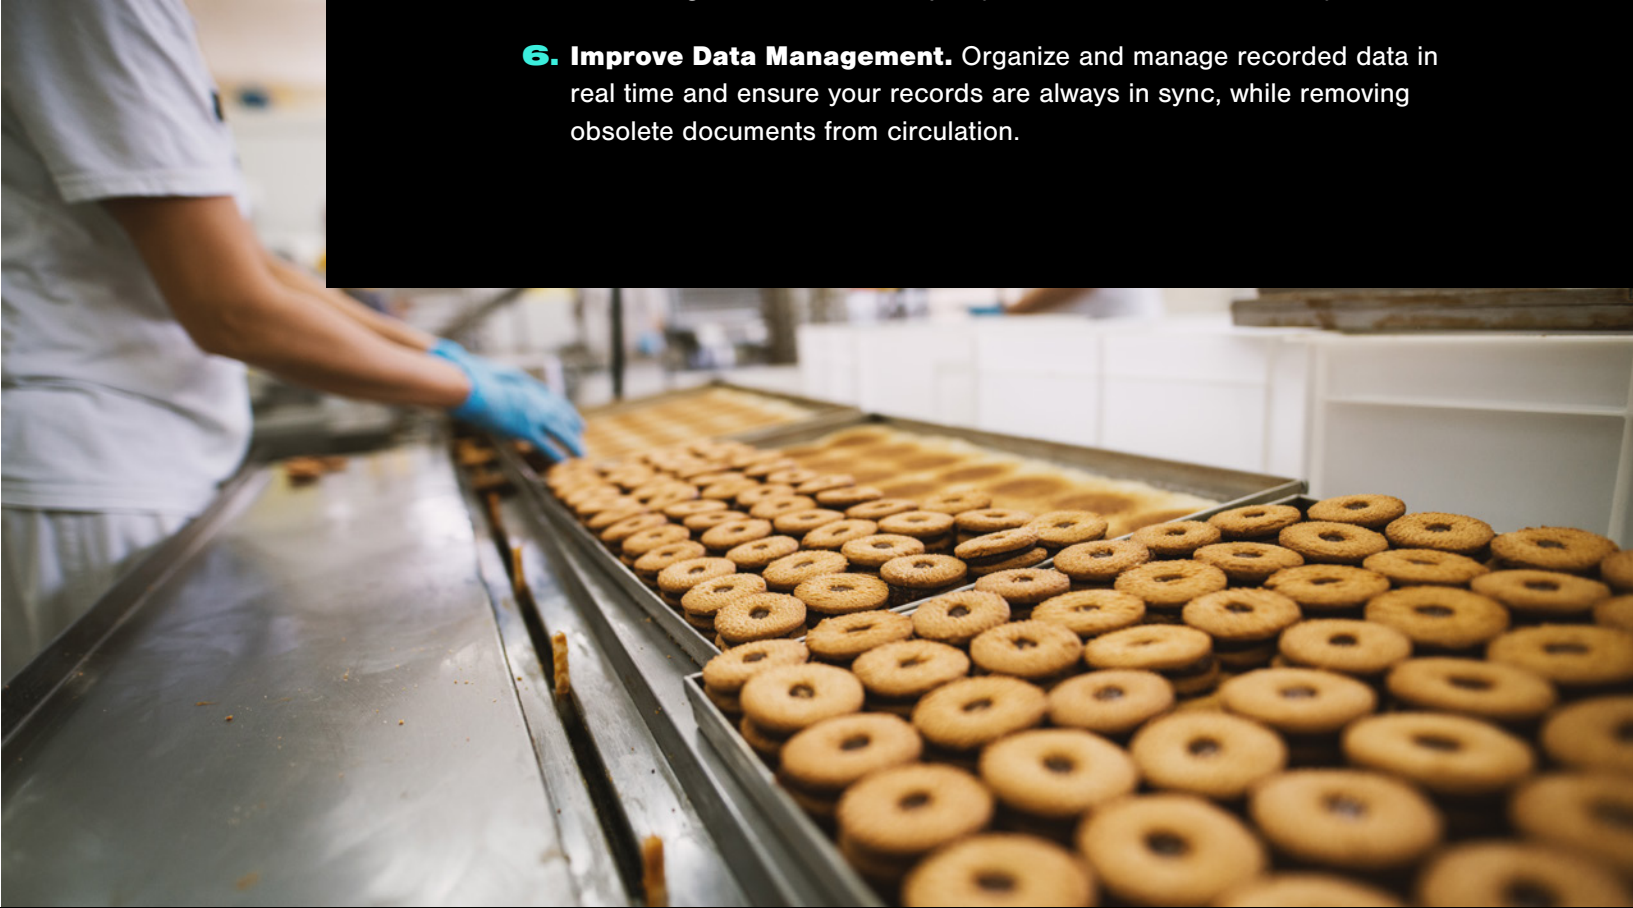 6. Improve Data Management. Organize and manage recorded data in
real time and ensure your records are always in sync, while removing
obsolete documents from circulation.